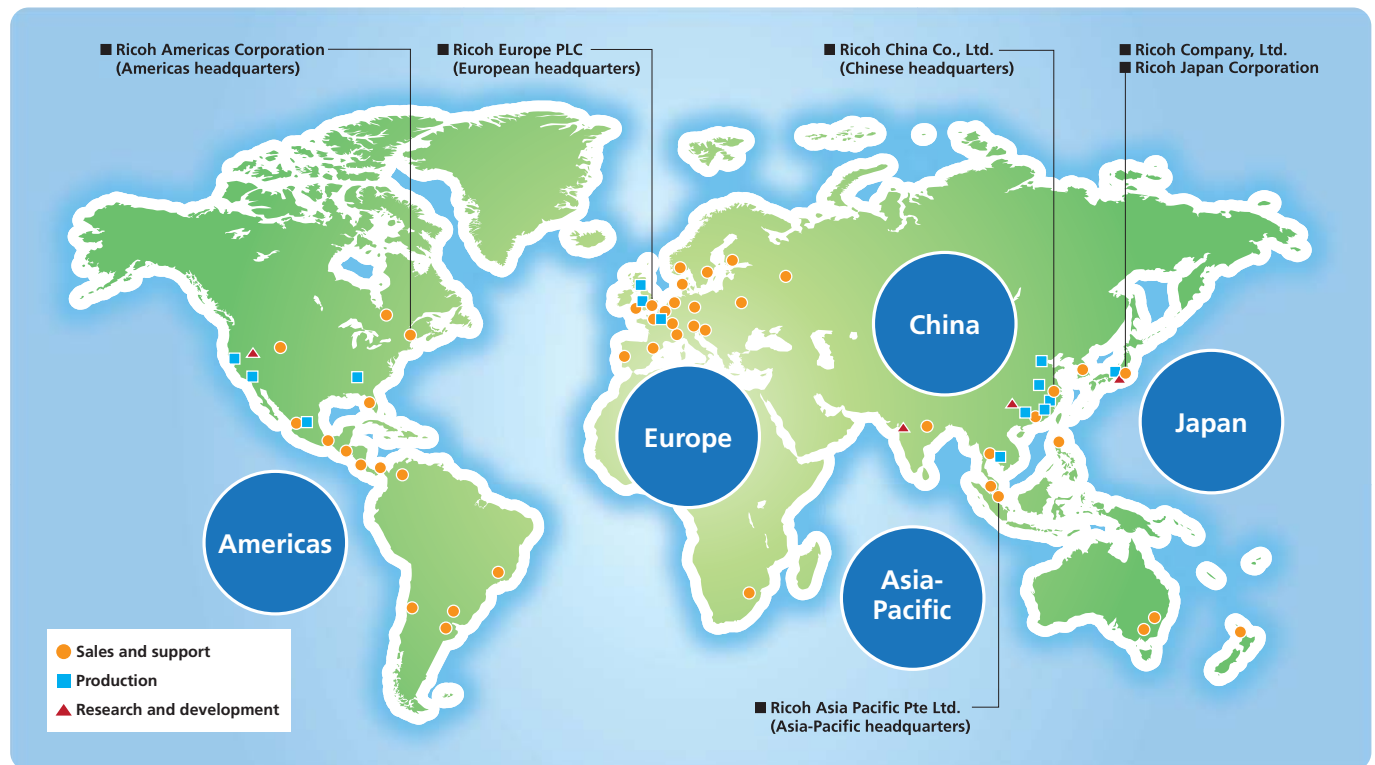 ■ Ricoh Americas Corporation
(Americas headquarters)
■ Ricoh Europe PLC
(European headquarters)
■ Ricoh China Co., Ltd.
(Chinese headquarters)
■ Ricoh Company, Ltd.
■ Ricoh Japan Corporation
China
Japan
Europe
Americas
Asia-
Pacific
Sales and support
Production
Research and development
■ Ricoh Asia Pacific Pte Ltd.
(Asia-Pacific headquarters)